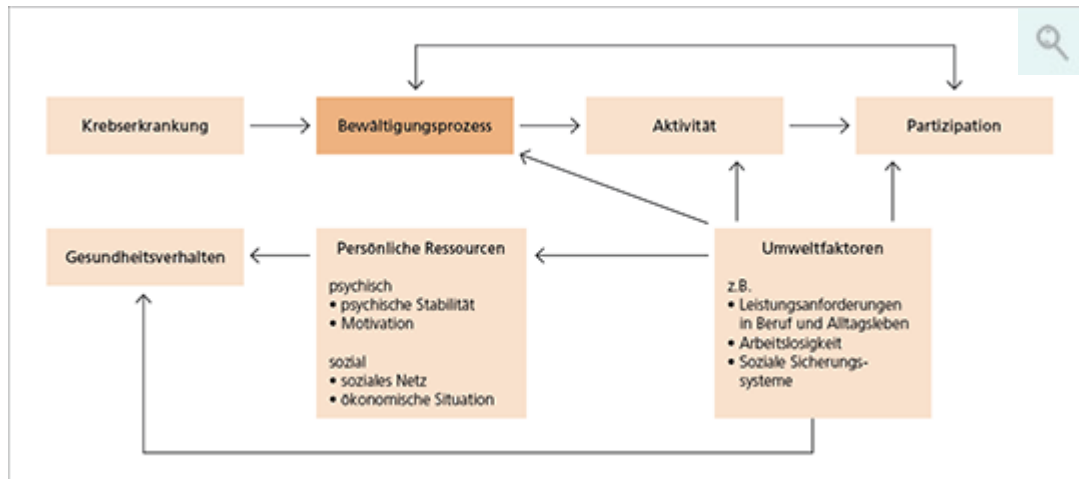 Krebserkrankung
Bewältigungsprozess
Aktivität
Partizipation
Gesundheitsverhalten
Persönliche Ressourcen
psychisch
• psychische Stabilität
• Motivation
sozial
• soziales Netz
• ökonomische Situation
Umweltfaktoren
z.B.
• Leistungsanforderungen
in Beruf und Alltagsleben
• Arbeitslosigkeit
• Soziale Sicherungs-
systeme